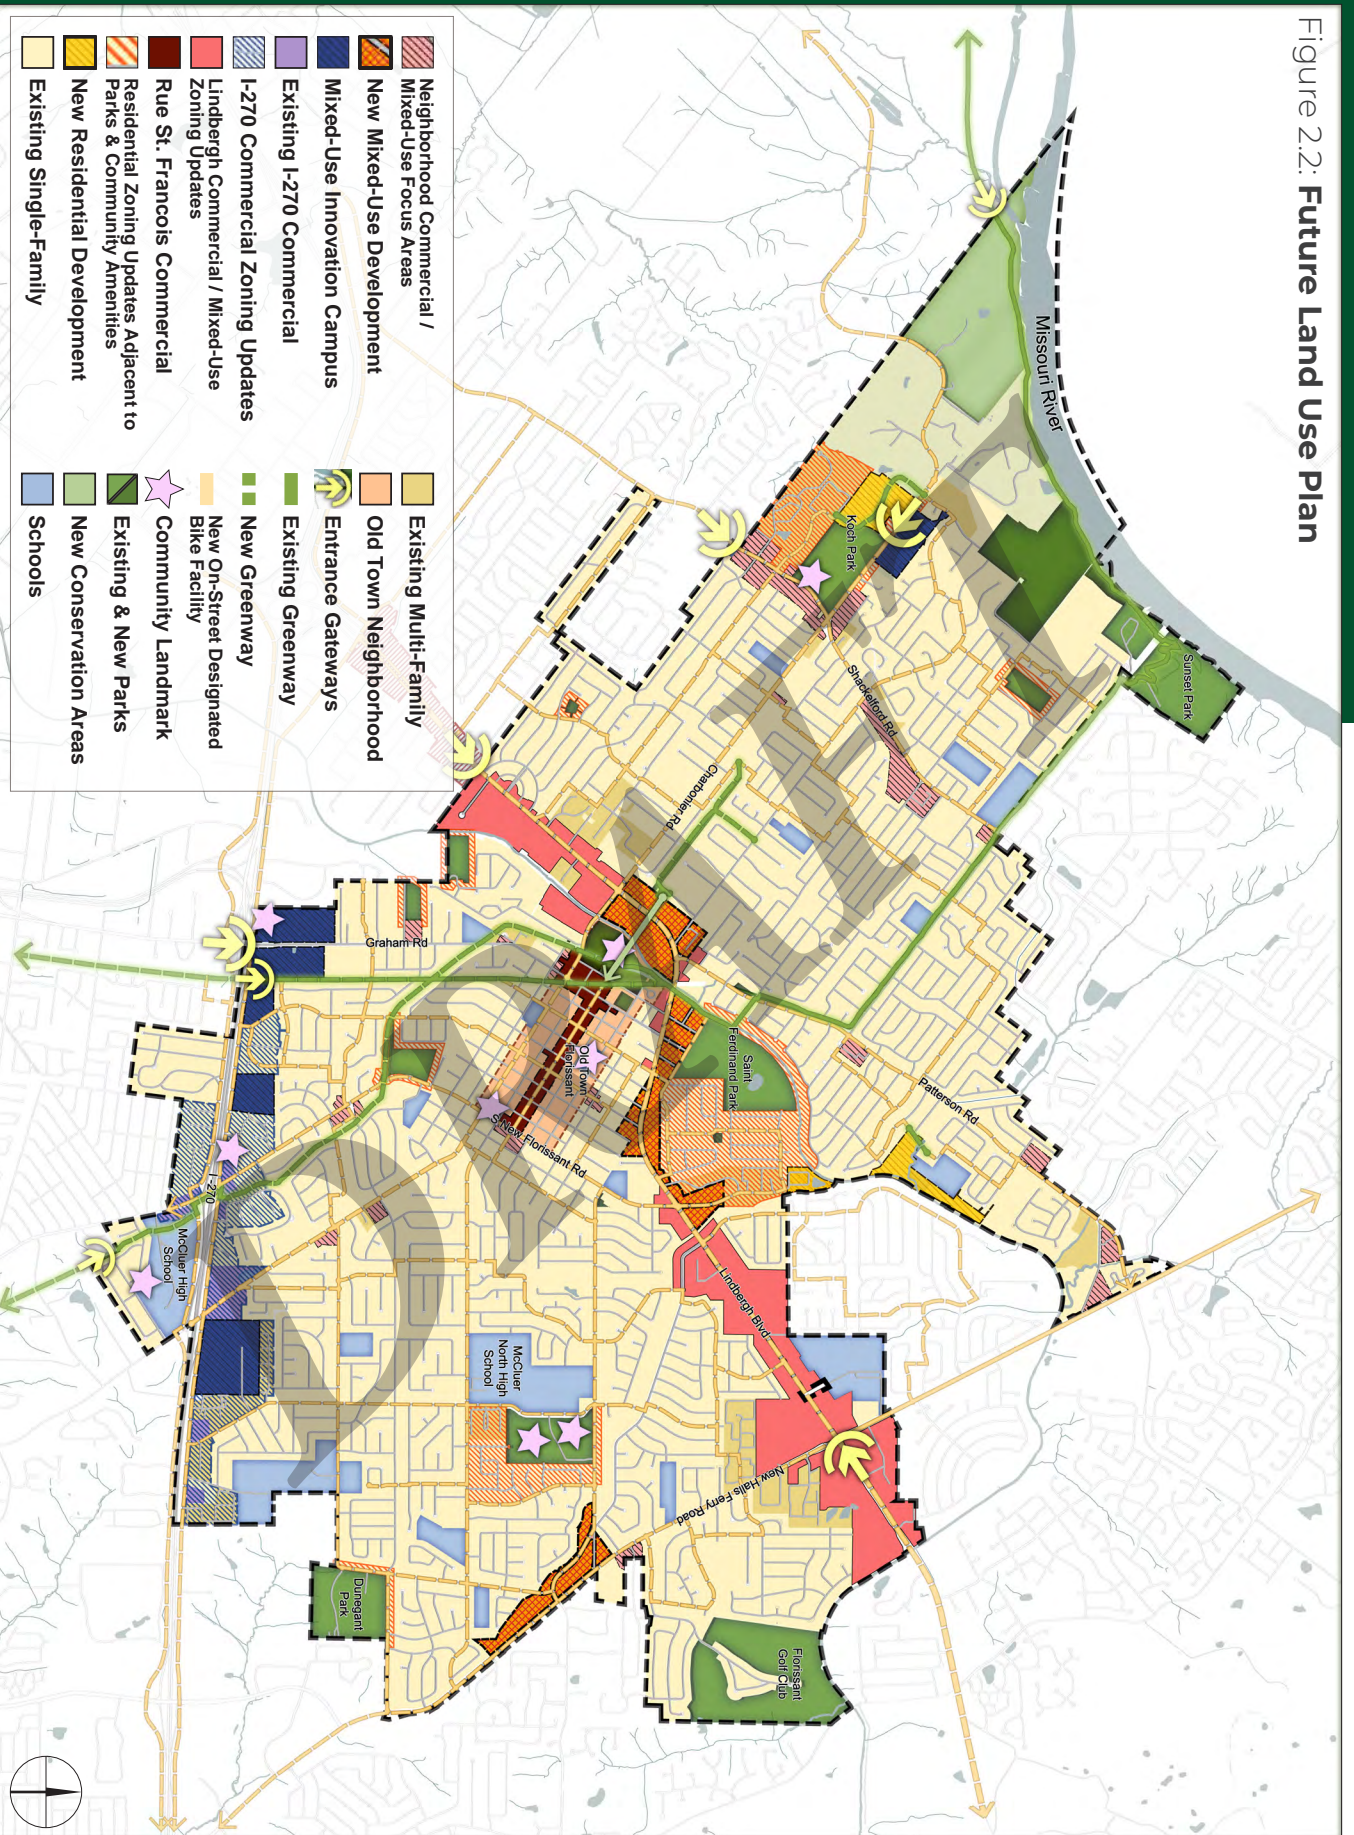 Figure 2.2: Future Land Use Plan
Missouri River
Sunset Park
Koch Park
Shackelford Rd
Charbonier Rd
Patterson Rd
Saint
Ferdinand Park
Old Town
Florissant
S New Florissant Rd
Graham Rd
Lindbergh Blvd
New Halls Ferry Road
McCluer
North High
School
I-270
McCluer High
School
Dunegant
Park
Florissant
Golf Club
DRAFT
Neighborhood Commercial /
Mixed-Use Focus Areas
New Mixed-Use Development
Mixed-Use Innovation Campus
Existing I-270 Commercial
I-270 Commercial Zoning Updates
Lindbergh Commercial / Mixed-Use
Zoning Updates
Rue St. Francois Commercial
Residential Zoning Updates Adjacent to
Parks & Community Amenities
New Residential Development
Existing Single-Family
Existing Multi-Family
Old Town Neighborhood
Entrance Gateways
Existing Greenway
New Greenway
New On-Street Designated
Bike Facility
Community Landmark
Existing & New Parks
New Conservation Areas
Schools